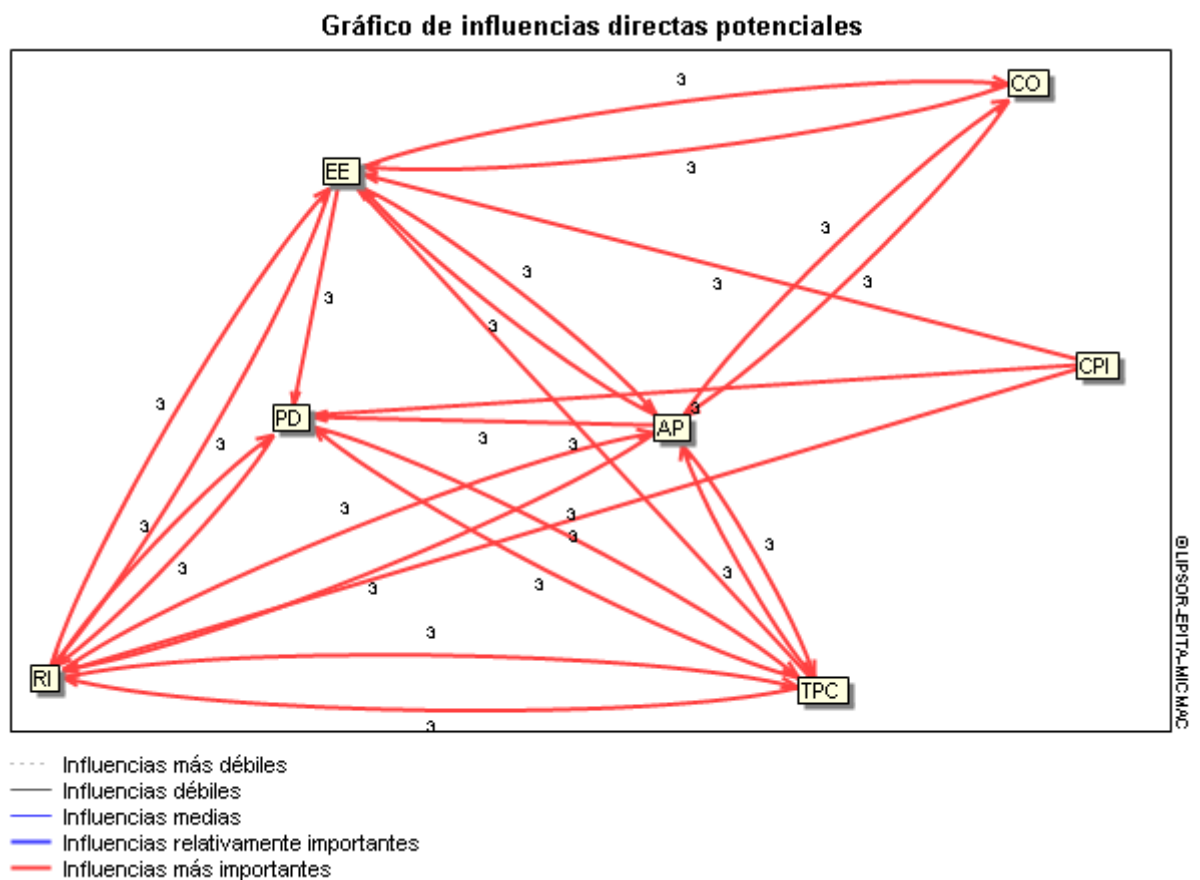 Gráfico de influencias directas potenciales
3
CO
3
EE
3
3
3
3
3
3
3
CPI
3
3
PD
AP
3
3
3
3
3
3
3
3
3
3
3
3
RI
TPC
3
©LIPSOR-EPITA-MICMAC
Influencias más débiles
Influencias débiles
Influencias medias
Influencias relativamente importantes
Influencias más importantes